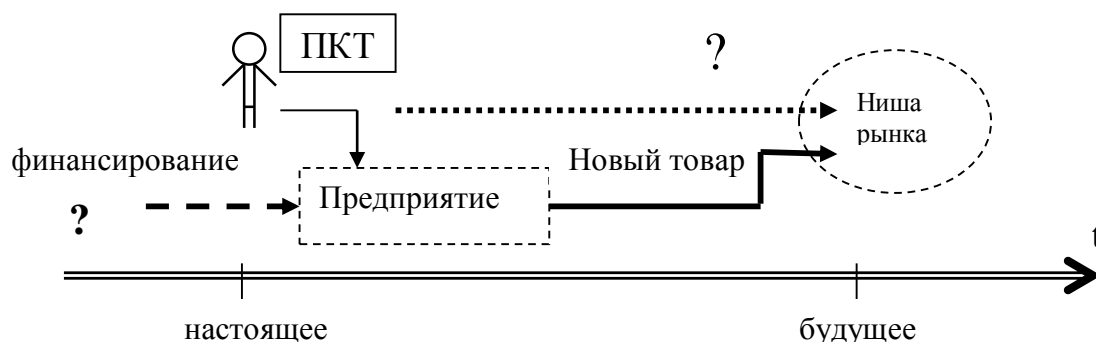 ПКТ
?
Ниша
рынка
финансирование
Новый товар
?
Предприятие
t
настоящее
будущее